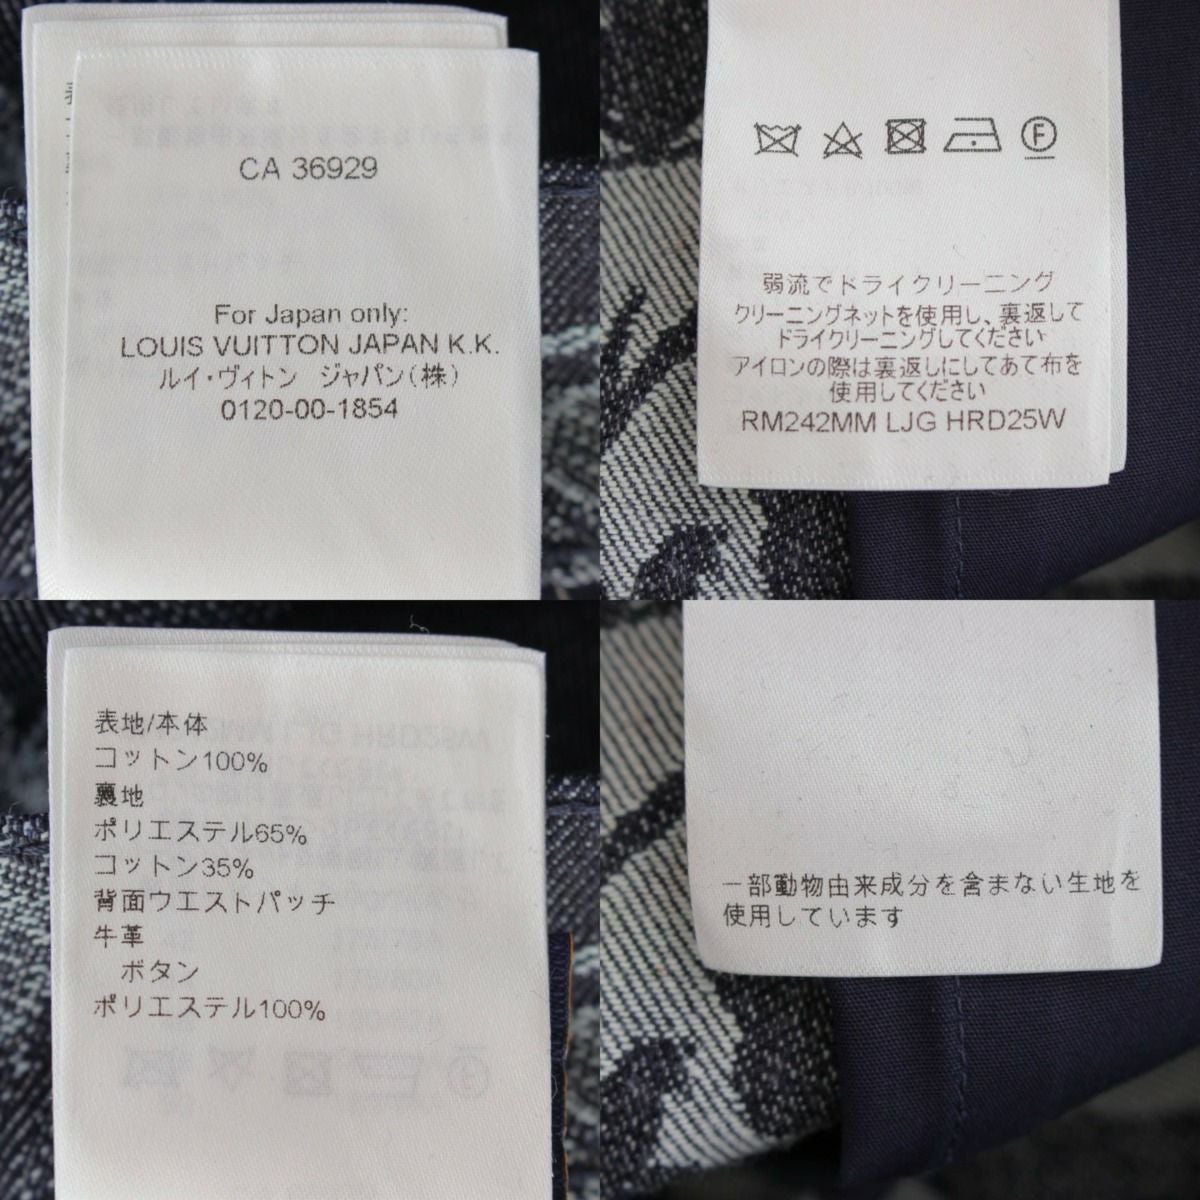 CA 36929
For Japan only:
LOUIS VUITTON JAPAN K.K.
ルイ・ヴィトン　ジャパン(株)
0120-00-1854
弱流でドライクリーニング
クリーニングネットを使用し、裏返して
ドライクリーニングしてください
アイロンの際は裏返しにしてあて布を
使用してください
RM242MM LJG HRD25W
表地/本体
コットン100%
裏地
ポリエステル65%
コットン35%
背面ウエストパッチ
牛革
ボタン
ポリエステル100%
一部動物由来成分を含まない生地を
使用しています